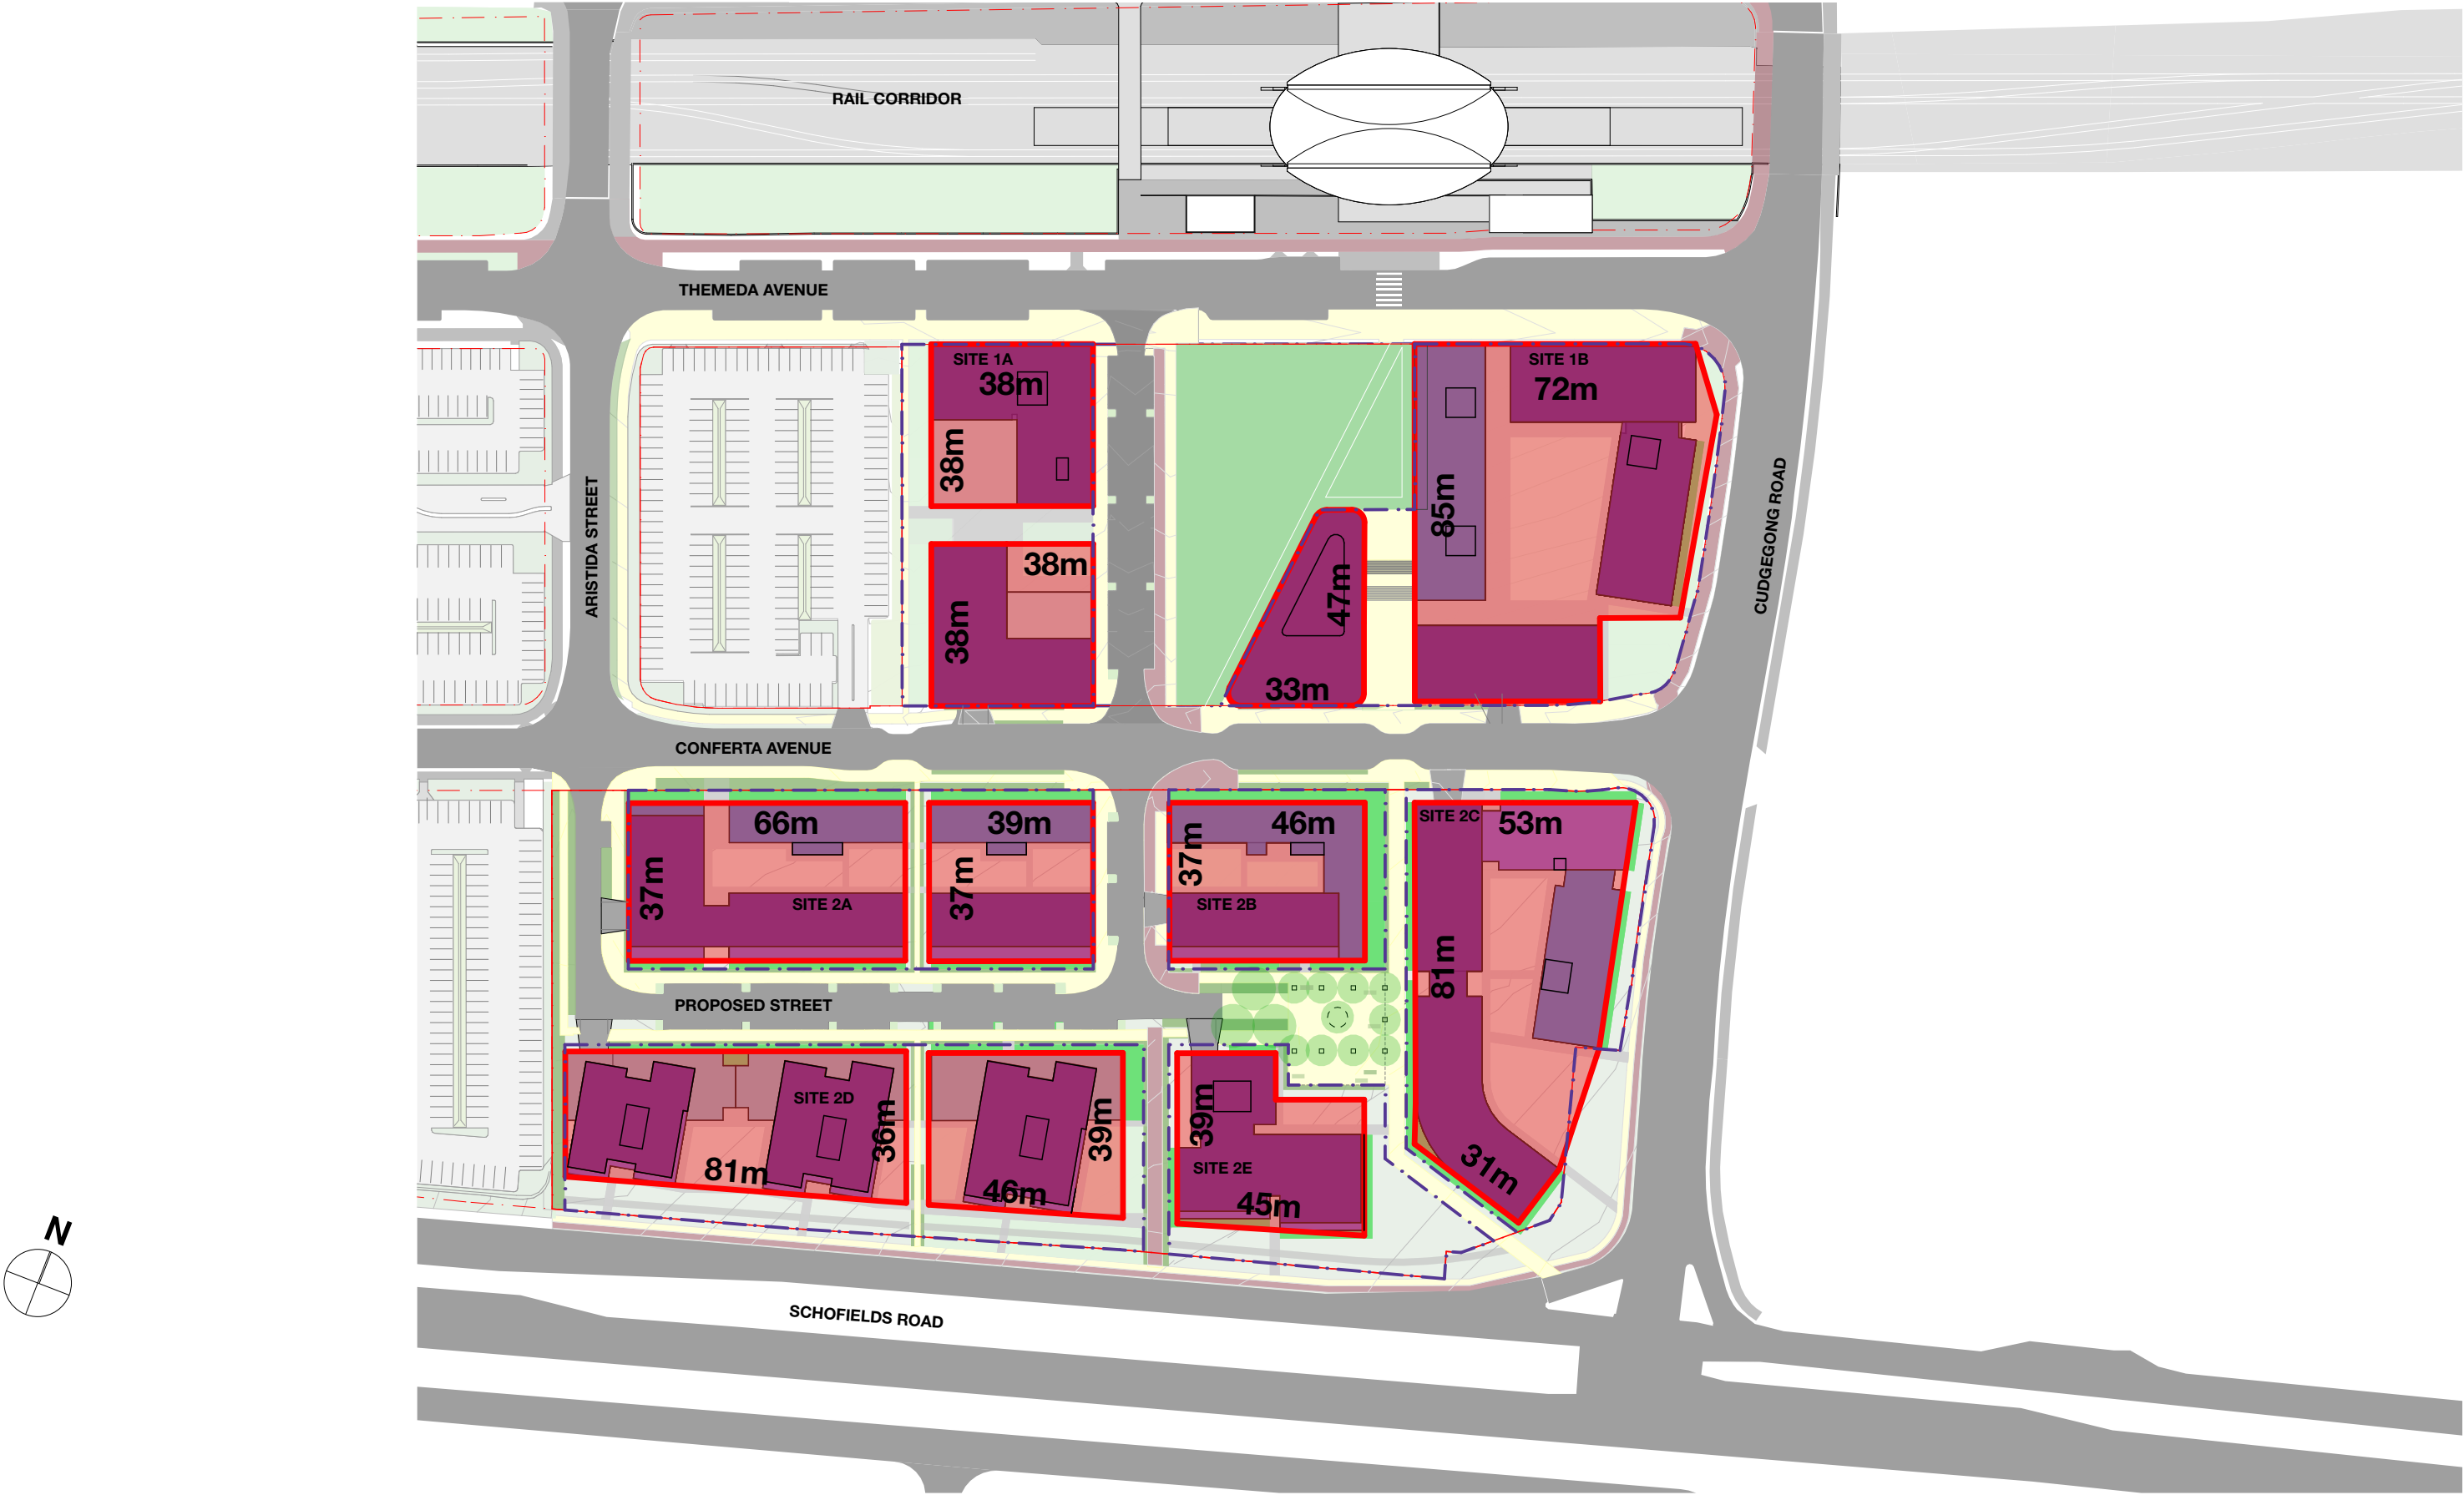 RAIL CORRIDOR
THEMEDA AVENUE
SITE 1A
38m
38m
SITE 1B
72m
85m
ARISTIDA STREET
CUDGEGONG ROAD
38m
38m
47m
33m
CONFERTA AVENUE
66m
37m
SITE 2A
39m
37m
46m
37m
SITE 2B
SITE 2C
53m
81m
31m
PROPOSED STREET
SITE 2D
36m
81m
39m
46m
39m
SITE 2E
45m
N
SCHOFIELDS ROAD